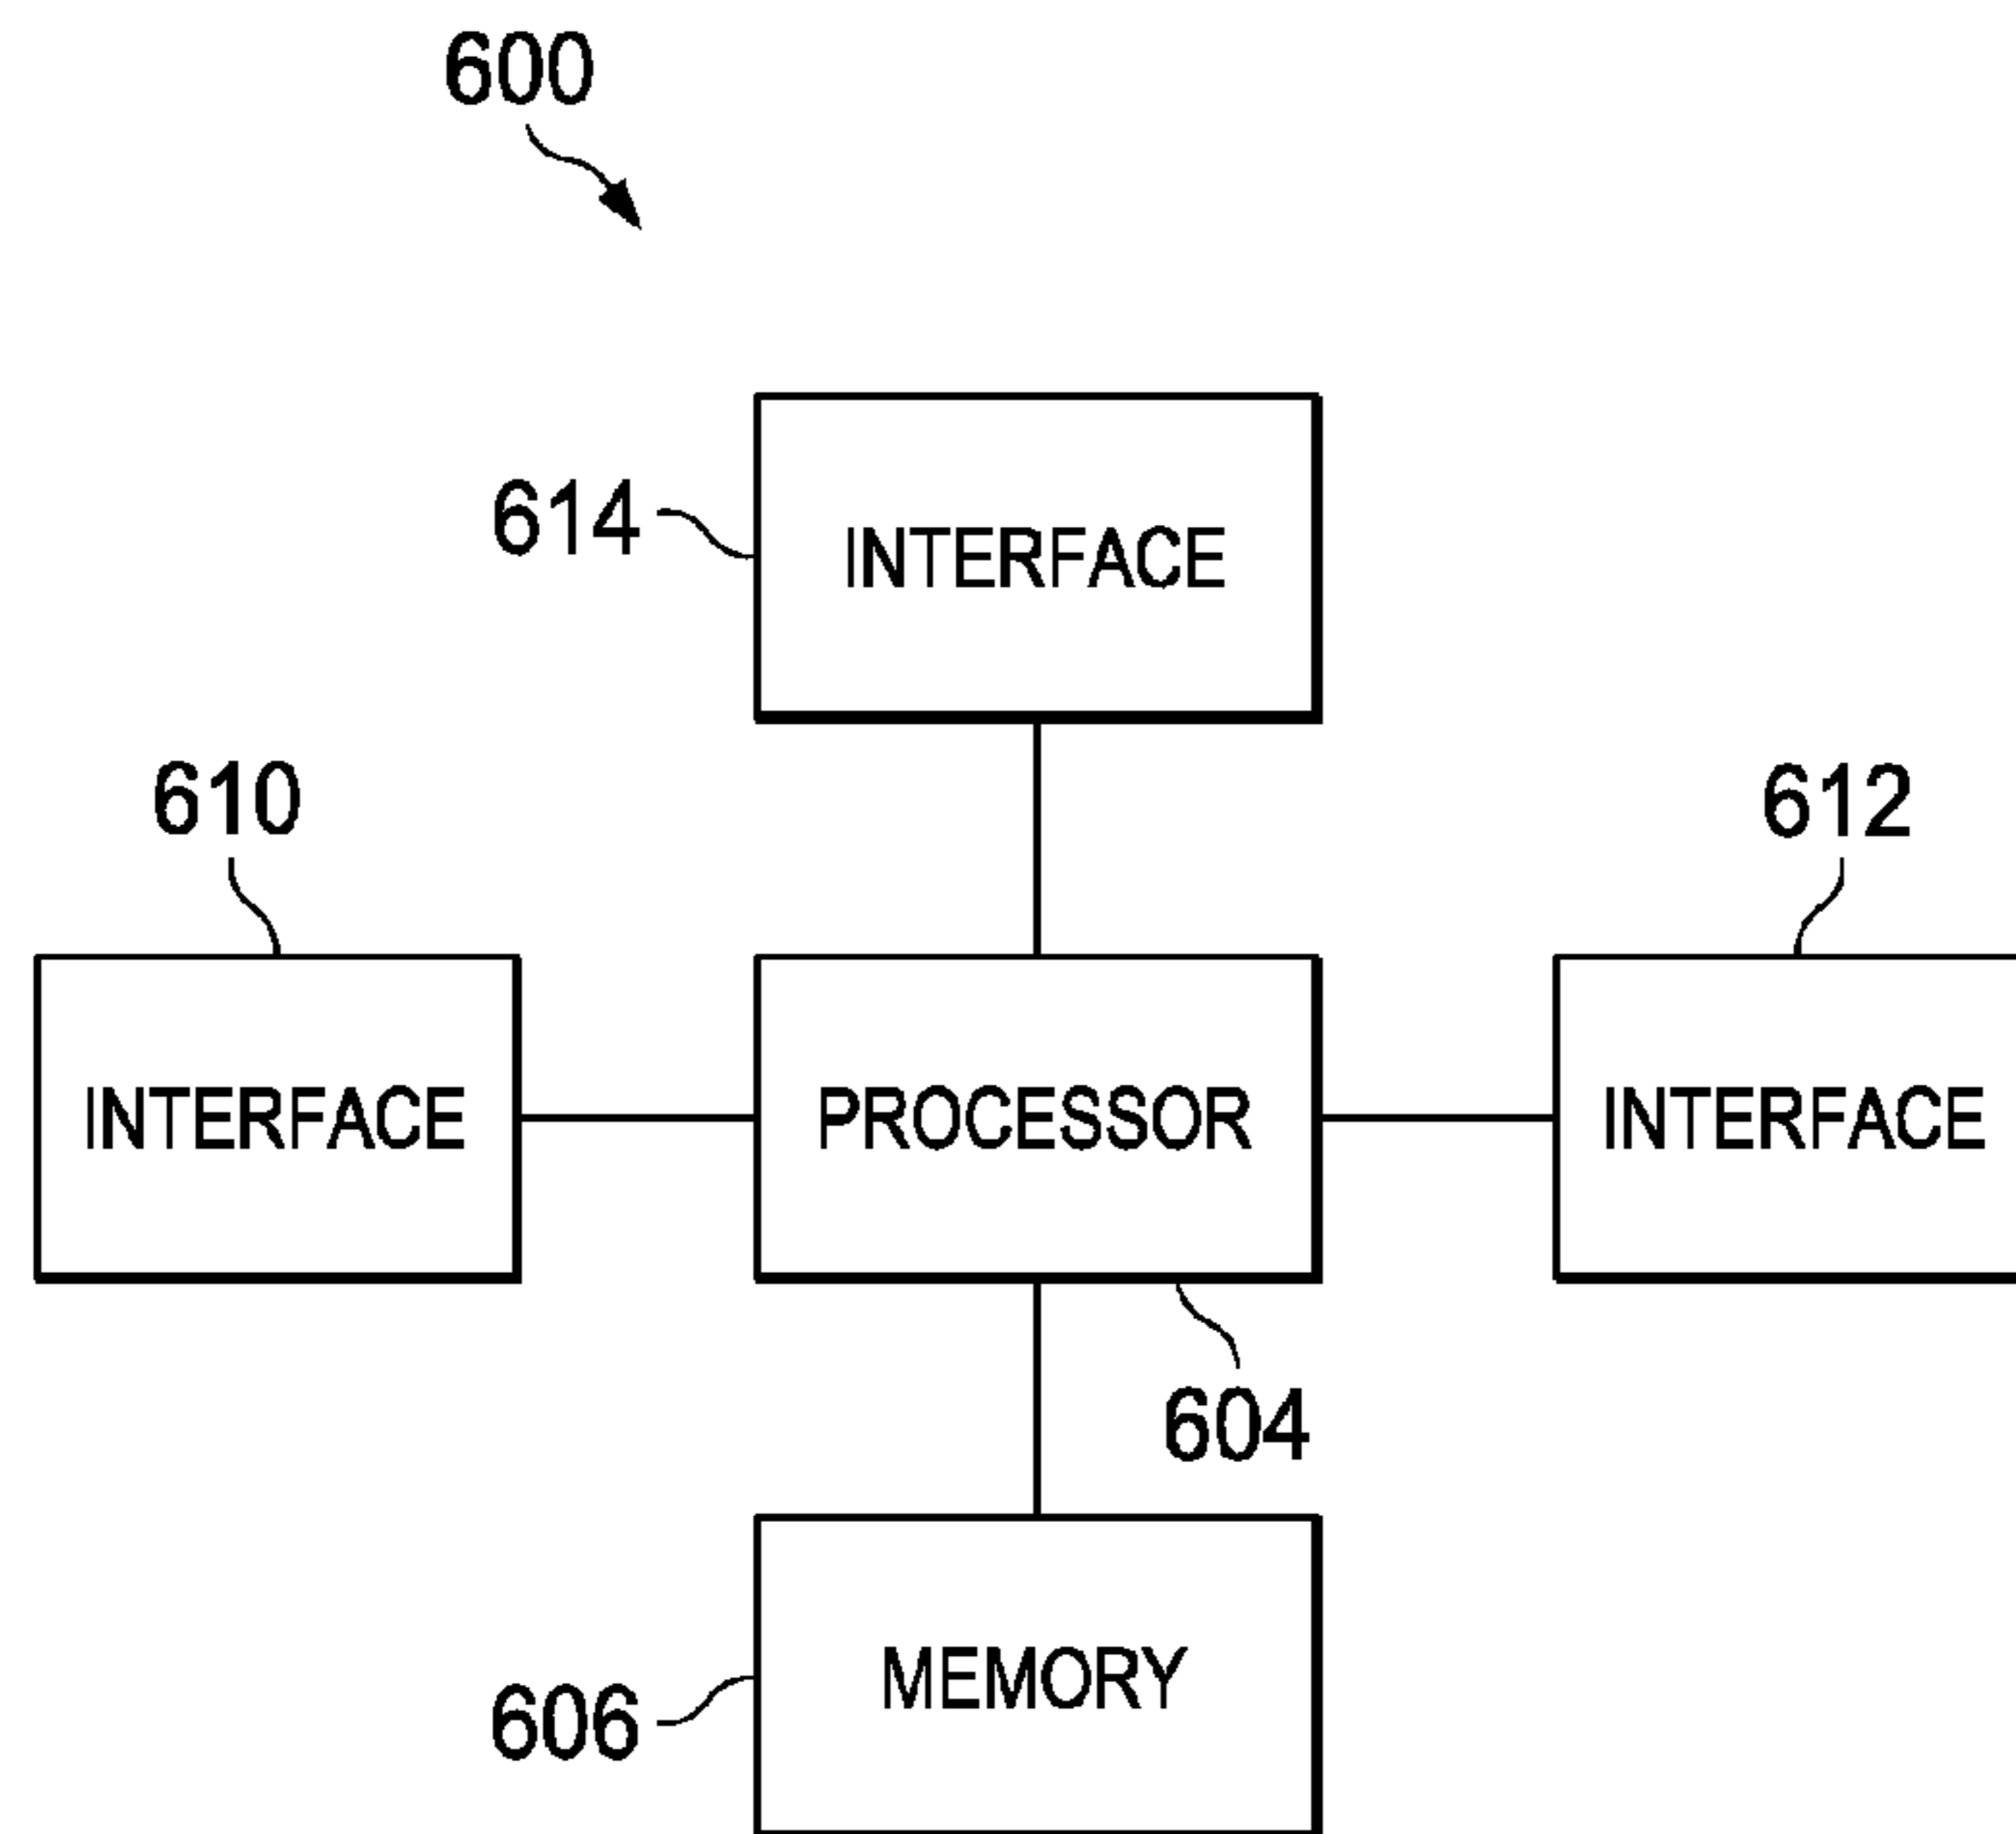 600
614
INTERFACE
610
612
INTERFACE
PROCESSOR
INTERFACE
604
MEMORY
606